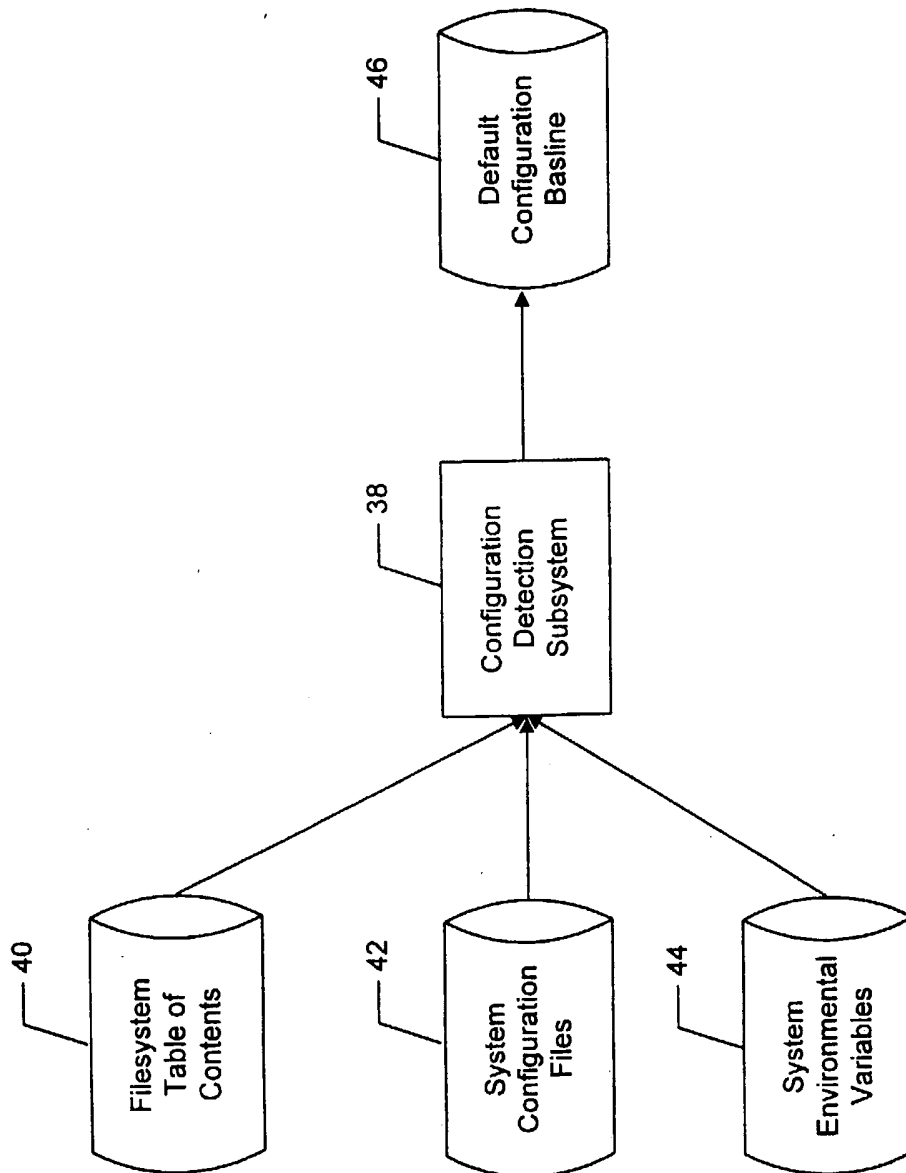 40
Filesystem
Table of
Contents
42
System
Configuration
Files
44
System
Environmental
Variables
38
Configuration
Detection
Subsystem
46
Default
Configuration
Basline